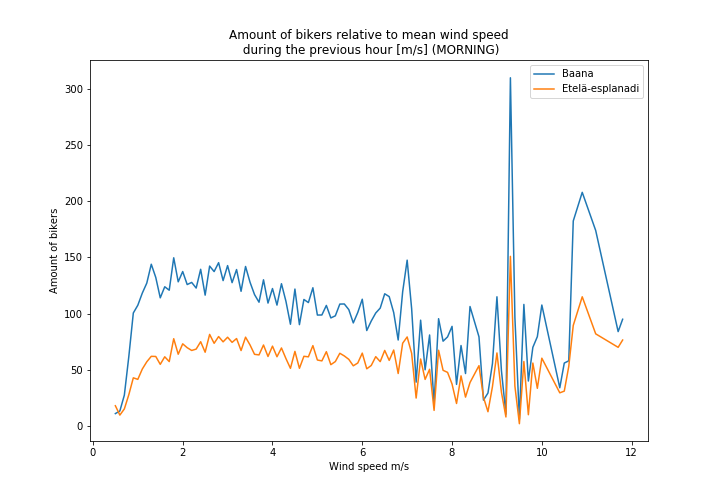 Amount of bikers relative to mean wind speed
during the previous hour [m/s] (MORNING)
Baana
Etelä-esplanadi
300
250
200
150
100
50
0
Amount of bikers
0 2 4 6 8 10 12
Wind speed m/s